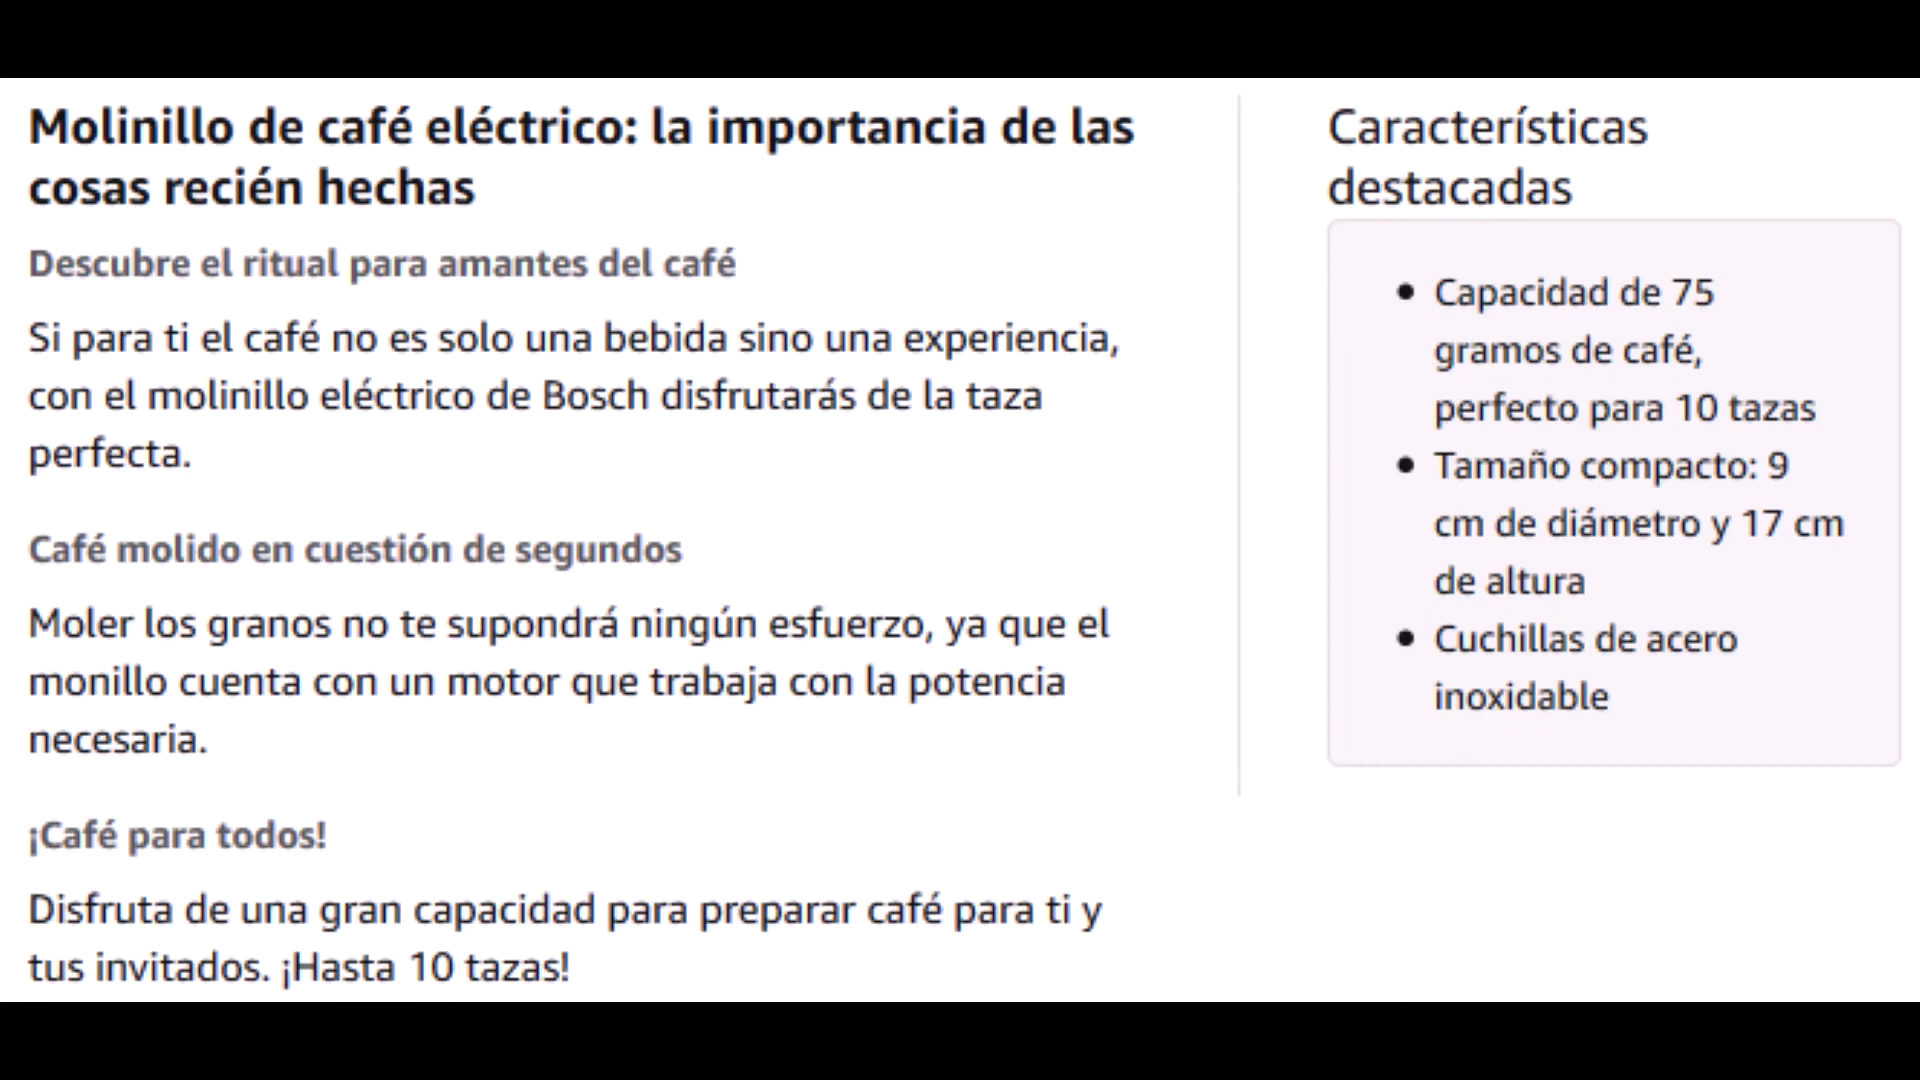 Molinillo de café eléctrico: la importancia de las
cosas recién hechas
Descubre el ritual para amantes del café
Si para ti el café no es solo una bebida sino una experiencia,
con el molinillo eléctrico de Bosch disfrutarás de la taza
perfecta.
Café molido en cuestión de segundos
Moler los granos no te supondrá ningún esfuerzo, ya que el
monillo cuenta con un motor que trabaja con la potencia
necesaria.
¡Café para todos!
Disfruta de una gran capacidad para preparar café para ti y
tus invitados. ¡Hasta 10 tazas!
Características
destacadas
● Capacidad de 75
gramos de café,
perfecto para 10 tazas
● Tamaño compacto: 9
cm de diámetro y 17 cm
de altura
● Cuchillas de acero
inoxidable